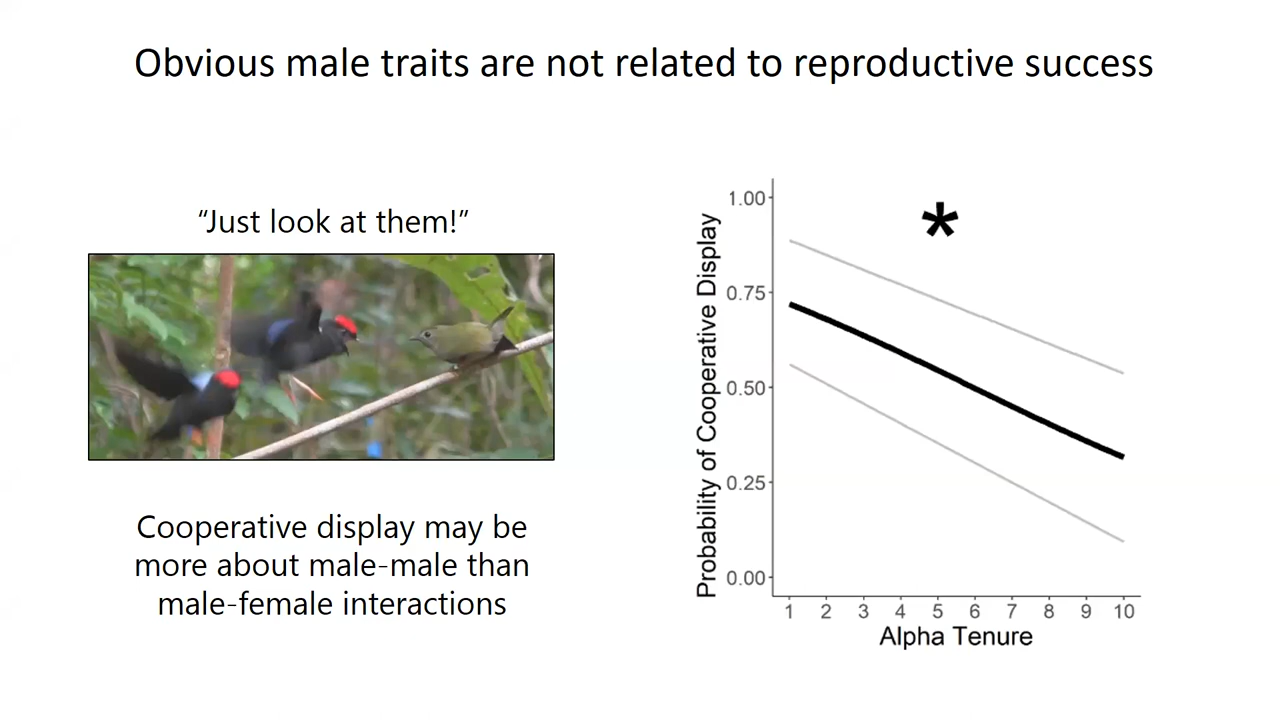 Obvious male traits are not related to reproductive success
“Just look at them!”
Cooperative display may be
more about male-male than
male-female interactions
Probability of Cooperative Display
1.00
0.75
0.50
0.25
0.00
*
1 2 3 4 5 6 7 8 9 10
Alpha Tenure